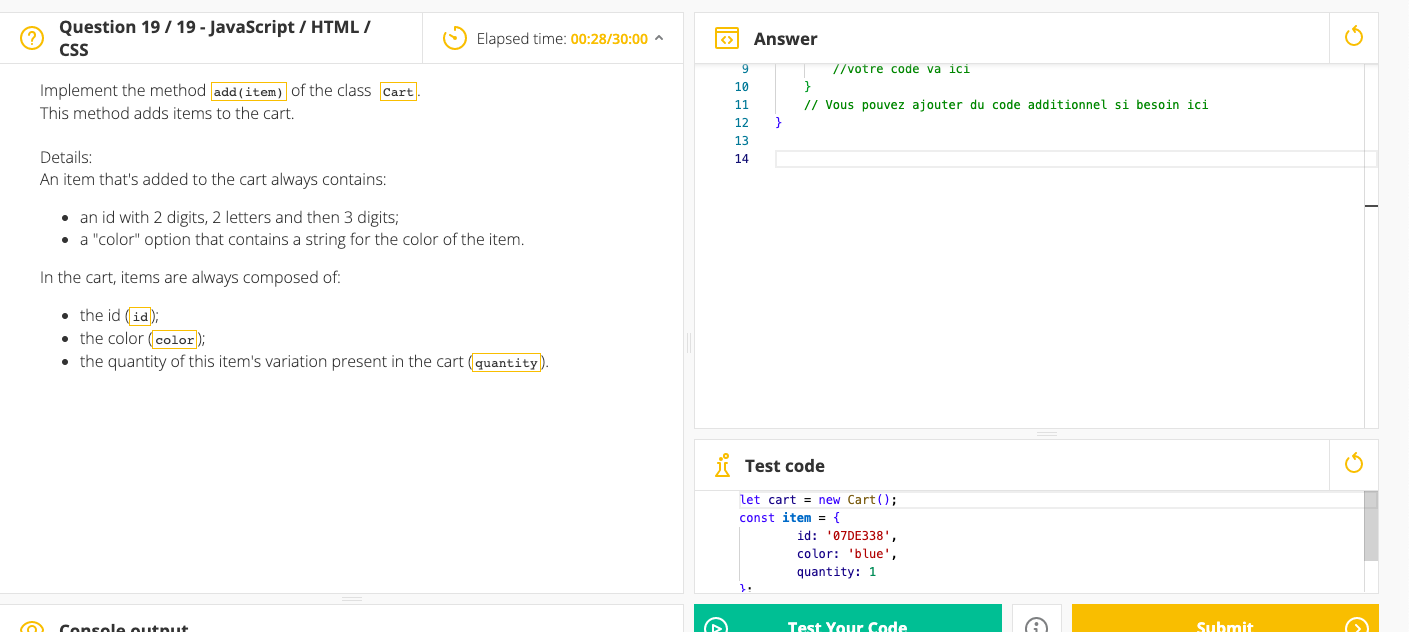 Question 19 / 19 - JavaScript / HTML /
CSS
Elapsed time: 00:28/30:00
Implement the method add(item) of the class Cart.
This method adds items to the cart.
Details:
An item that's added to the cart always contains:
an id with 2 digits, 2 letters and then 3 digits;
a "color" option that contains a string for the color of the item.
In the cart, items are always composed of:
the id (id);
the color (color);
the quantity of this item's variation present in the cart (quantity).
Console output
Answer
9 //votre code va ici
10 }
11 // Vous pouvez ajouter du code additionnel si besoin ici
12 }
13
14
Test code
let cart = new Cart();
const item = {
id: '07DE338',
color: 'blue',
quantity: 1
};
Test Your Code
Submit